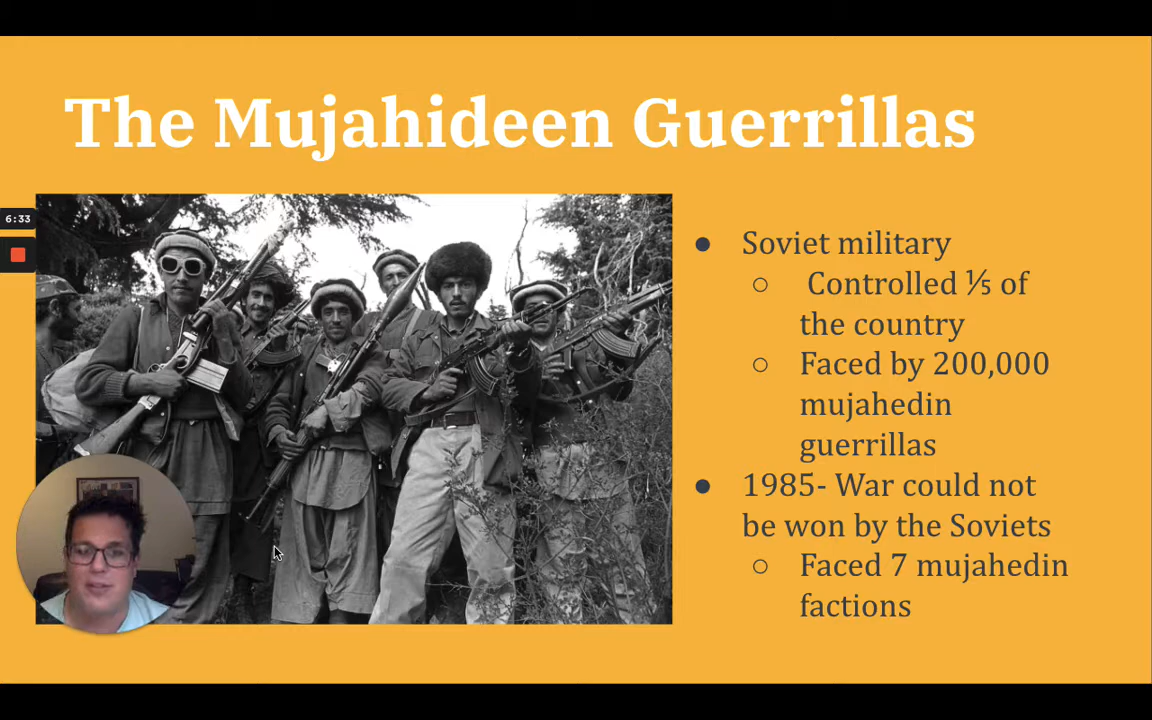 The Mujahideen Guerrillas
6:33
● Soviet military
○ Controlled ⅕ of
the country
○ Faced by 200,000
mujahedin
guerrillas
● 1985- War could not
be won by the Soviets
○ Faced 7 mujahedin
factions